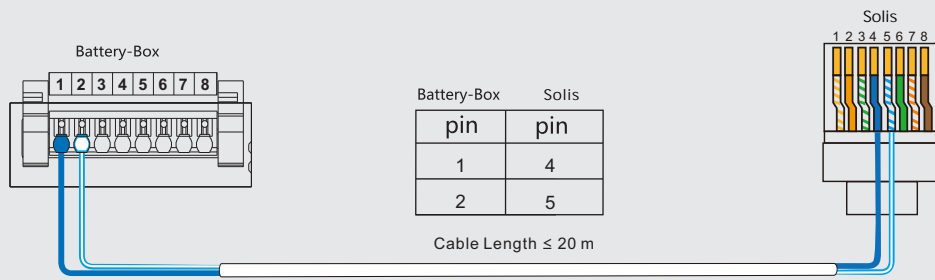 Solis
1 2 3 4 5 6 7 8
Battery-Box
1 2 3 4 5 6 7 8
Battery-Box Solis
pin pin
1 4
2 5
Cable Length ≤ 20 m